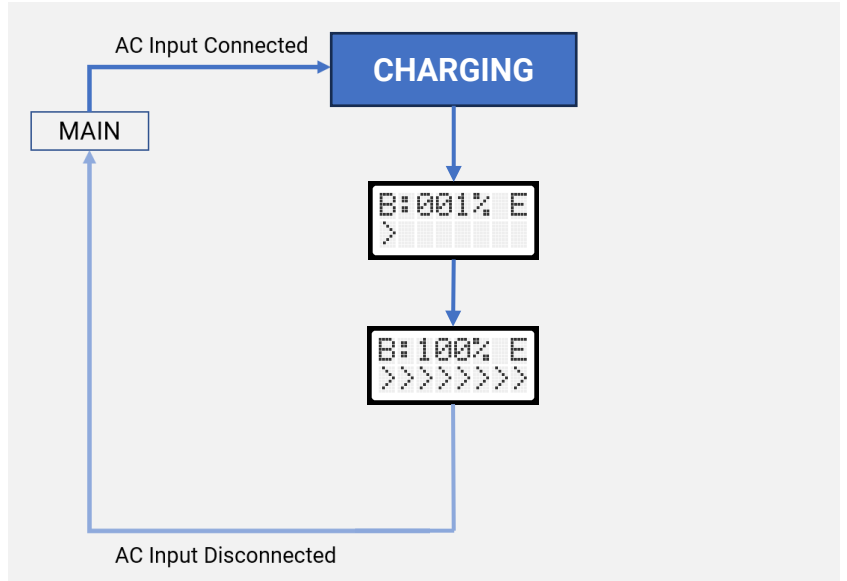 AC Input Connected
CHARGING
MAIN
B:001% E
>
B:100% E
>>>>>>>>
AC Input Disconnected